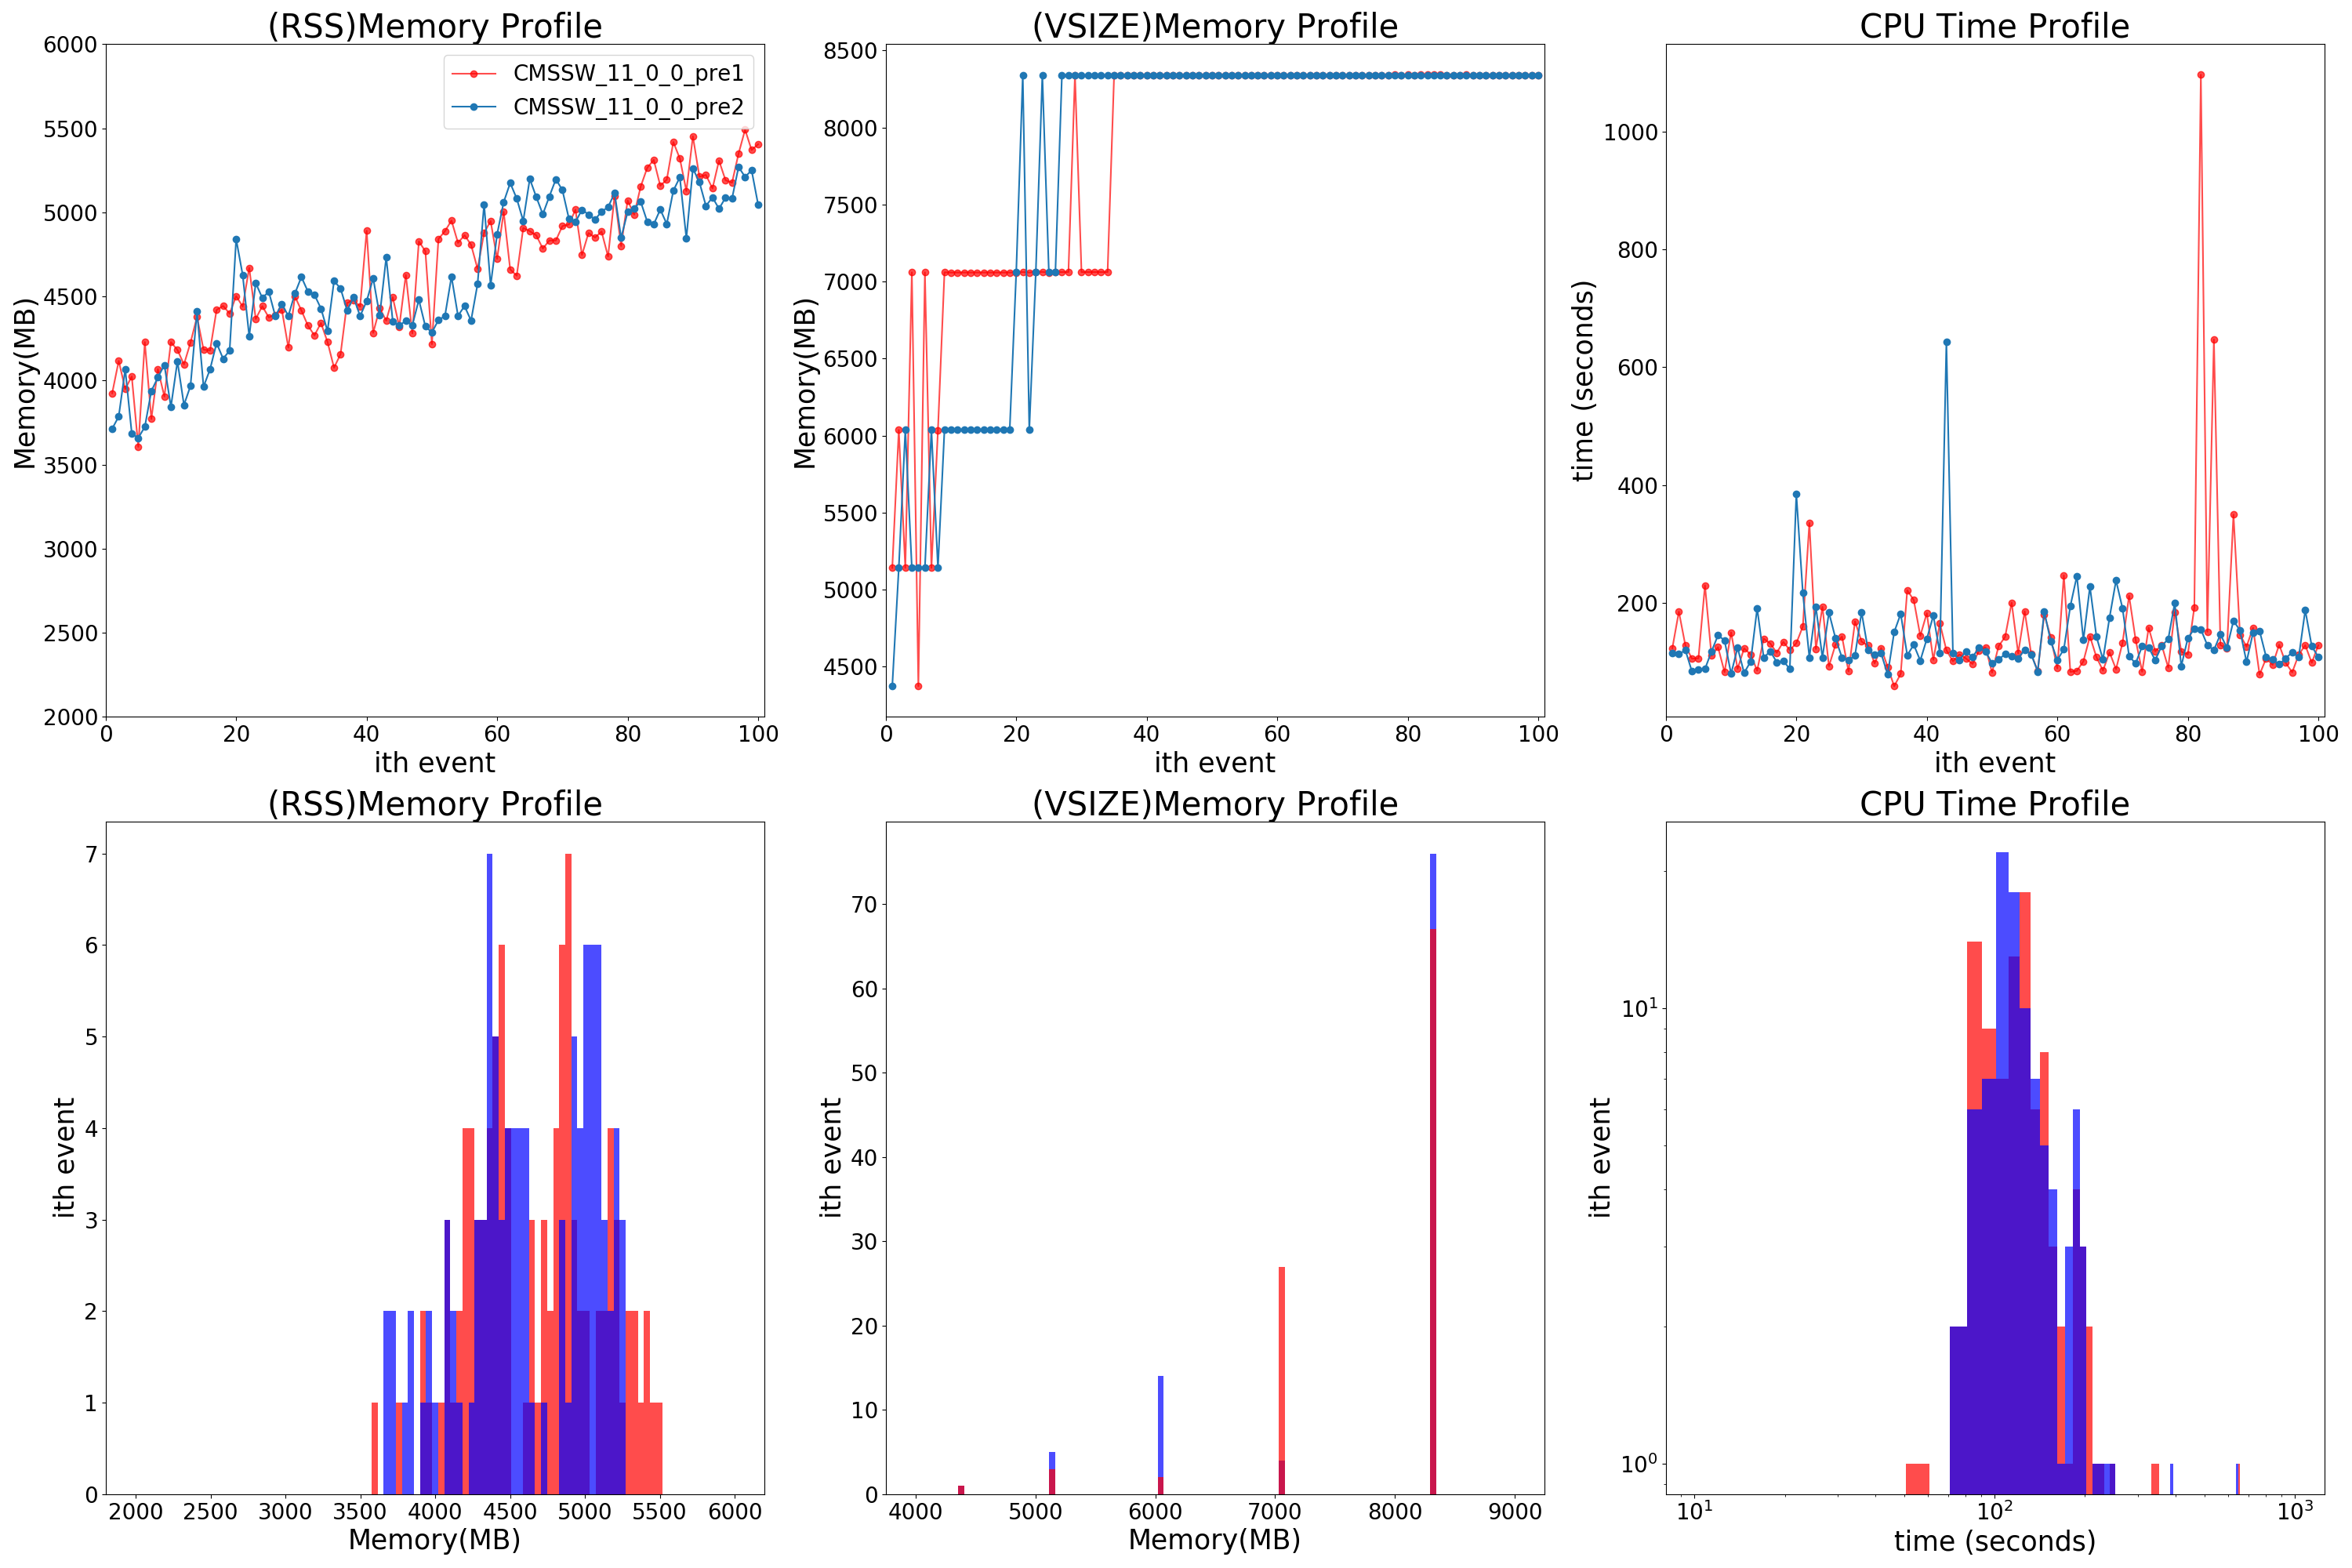 (RSS)Memory Profile
6000
5500
5000
4500
4000
3500
3000
2500
2000
Memory(MB)
0 20 40 60 80 100
ith event
CMSSW_11_0_0_pre1
CMSSW_11_0_0_pre2
(VSIZE)Memory Profile
8500
8000
7500
7000
6500
6000
5500
5000
4500
Memory(MB)
0 20 40 60 80 100
ith event
CPU Time Profile
1000
800
600
400
200
time (seconds)
0 20 40 60 80 100
ith event
(RSS)Memory Profile
7
6
5
4
3
2
1
0
ith event
2000 2500 3000 3500 4000 4500 5000 5500 6000
Memory(MB)
(VSIZE)Memory Profile
70
60
50
40
30
20
10
0
ith event
4000 5000 6000 7000 8000 9000
Memory(MB)
CPU Time Profile
10¹
10⁰
ith event
10¹ 10² 10³
time (seconds)